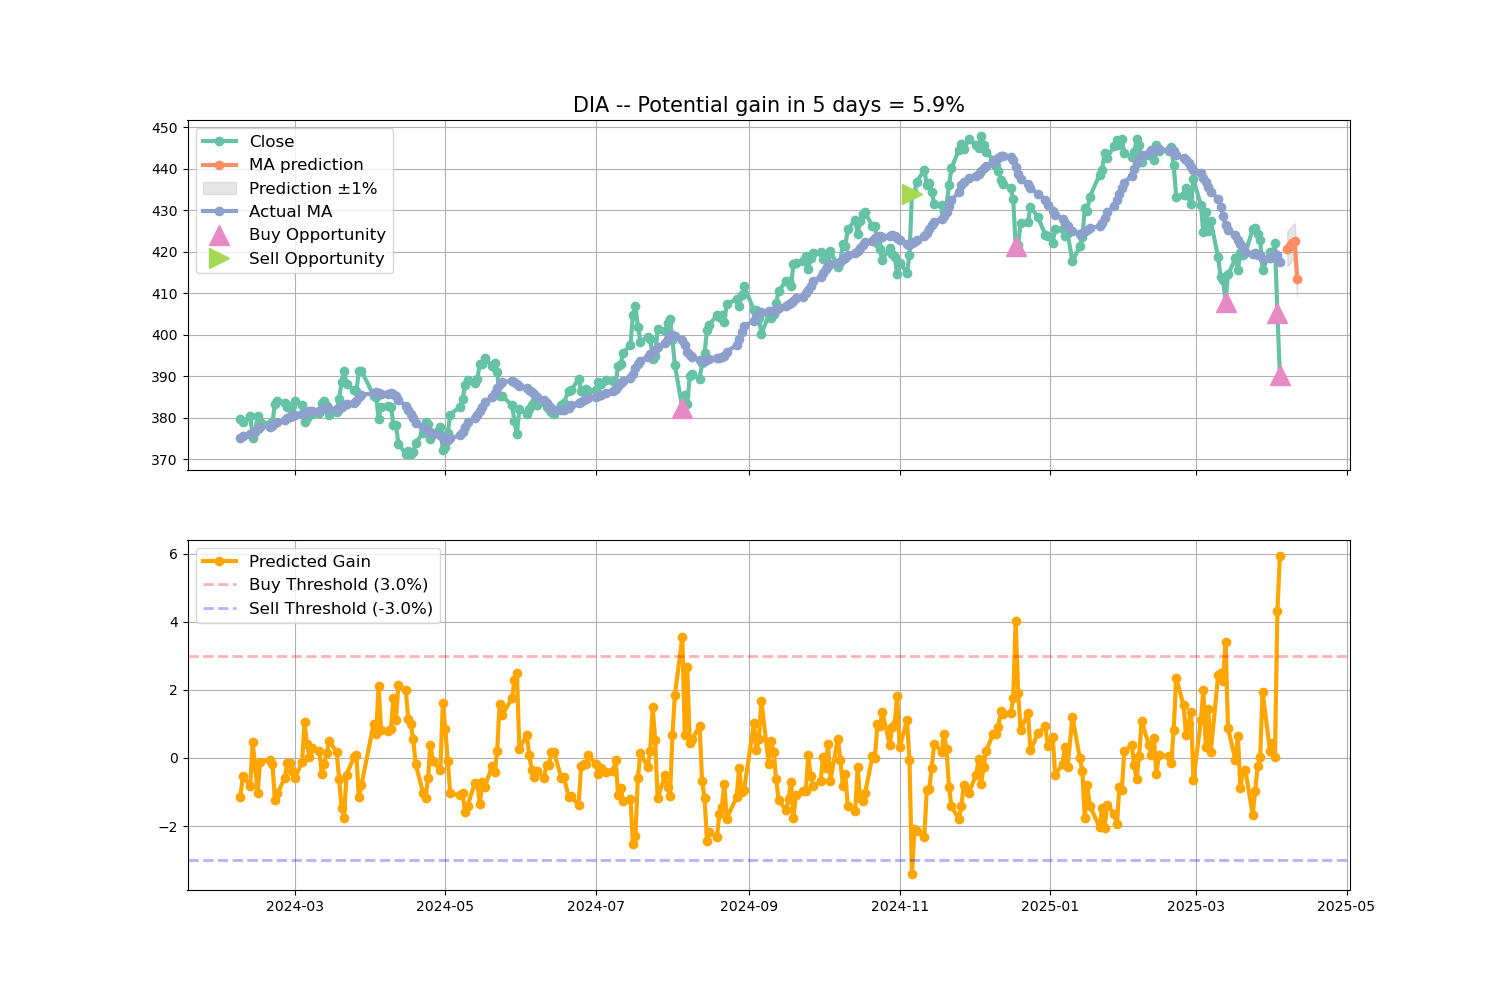 DIA -- Potential gain in 5 days = 5.9%
450
440
430
420
410
400
390
380
370
Close
MA prediction
Prediction ±1%
Actual MA
Buy Opportunity
Sell Opportunity
6
4
2
0
−2
Predicted Gain
Buy Threshold (3.0%)
Sell Threshold (-3.0%)
2024-03
2024-05
2024-07
2024-09
2024-11
2025-01
2025-03
2025-05